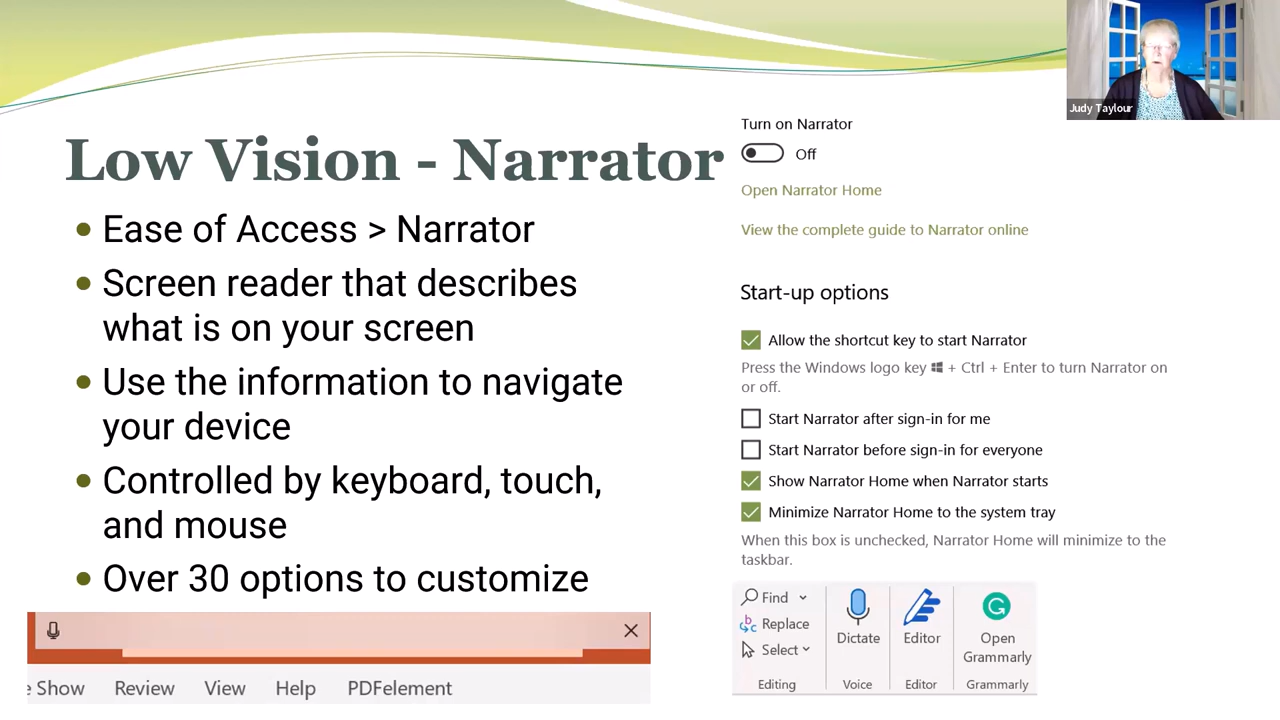 Judy Taylour
Low Vision - Narrator
Ease of Access > Narrator
Screen reader that describes
what is on your screen
Use the information to navigate
your device
Controlled by keyboard, touch,
and mouse
Over 30 options to customize
Turn on Narrator
Off
Open Narrator Home
View the complete guide to Narrator online
Start-up options
Allow the shortcut key to start Narrator
Press the Windows logo key + Ctrl + Enter to turn Narrator on
or off.
Start Narrator after sign-in for me
Start Narrator before sign-in for everyone
Show Narrator Home when Narrator starts
Minimize Narrator Home to the system tray
When this box is unchecked, Narrator Home will minimize to the
taskbar.
e Show Review View Help PDFelement
Find
Replace
Select
Editing
Dictate
Voice
Editor
Editor
Open
Grammarly
Grammarly